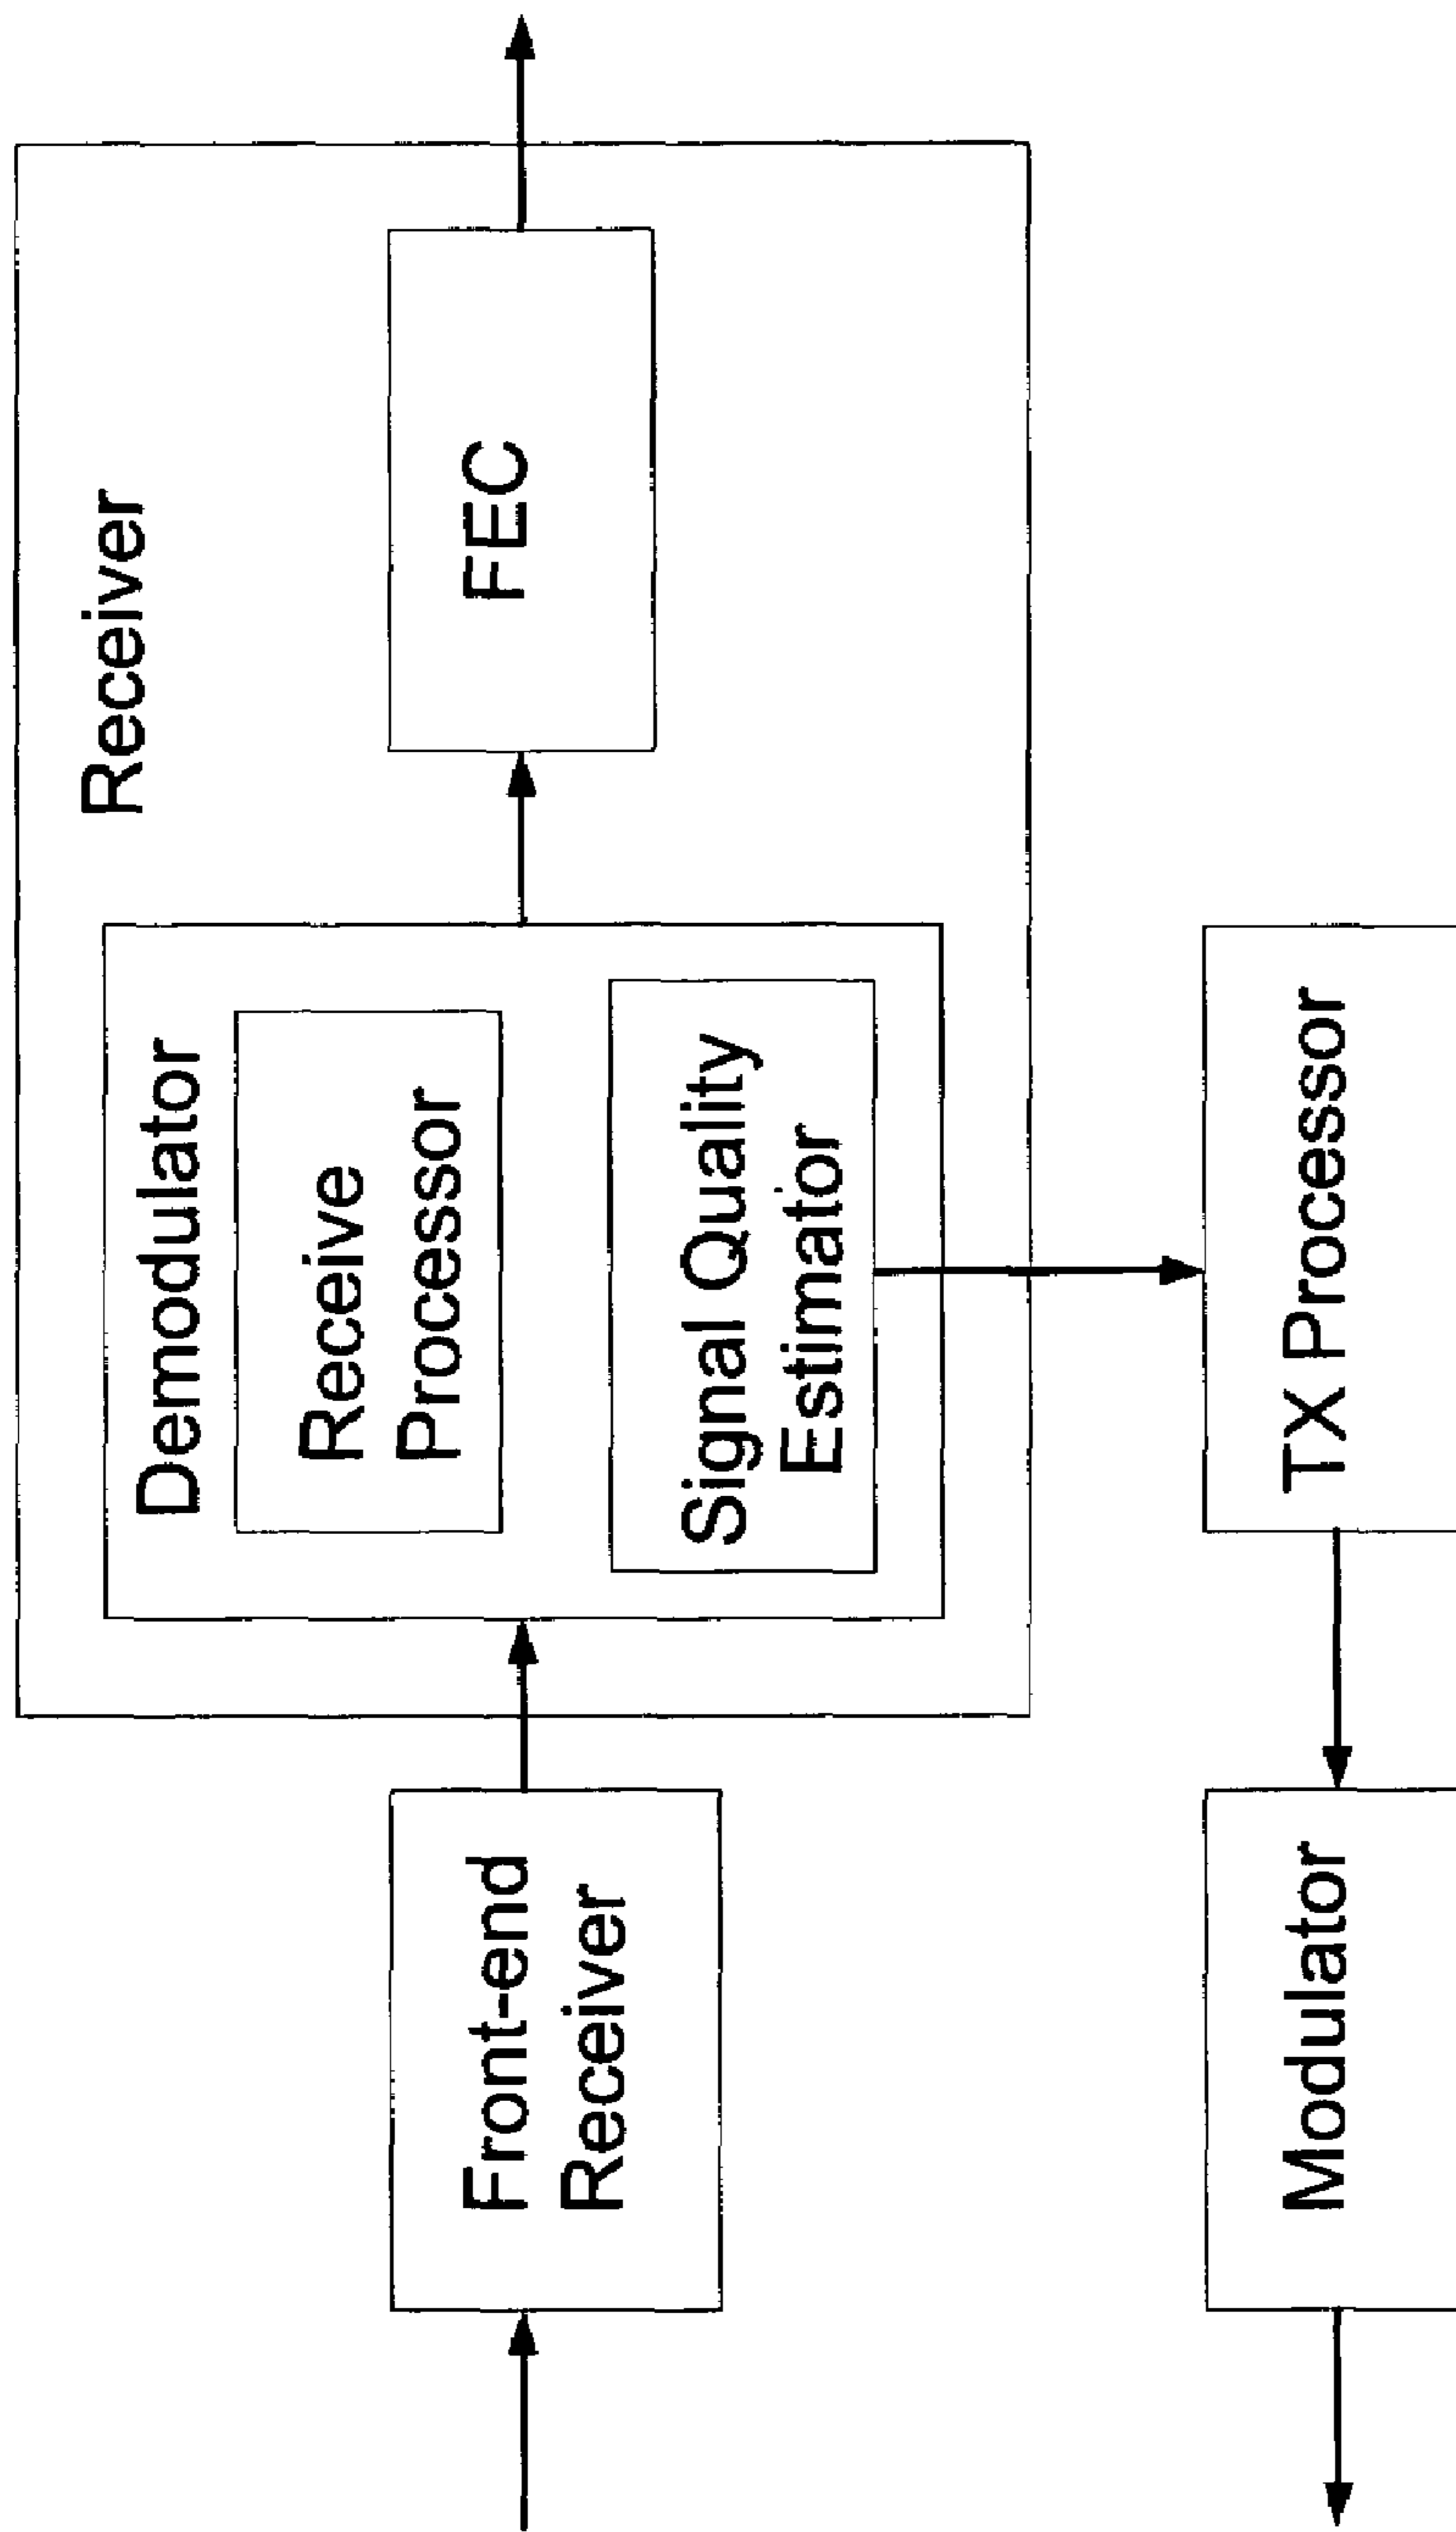 Receiver
Demodulator
Receive
Processor
Signal Quality
Estimator
FEC
Front-end
Receiver
TX Processor
Modulator